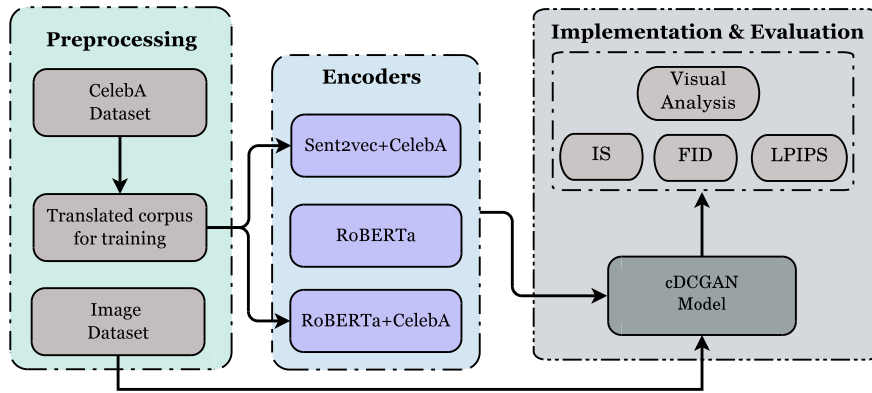 Preprocessing
CelebA
Dataset
Translated corpus
for training
Image
Dataset
Encoders
Sent2vec+CelebA
RoBERTa
RoBERTa+CelebA
Implementation & Evaluation
Visual
Analysis
IS
FID
LPIPS
cDCGAN
Model